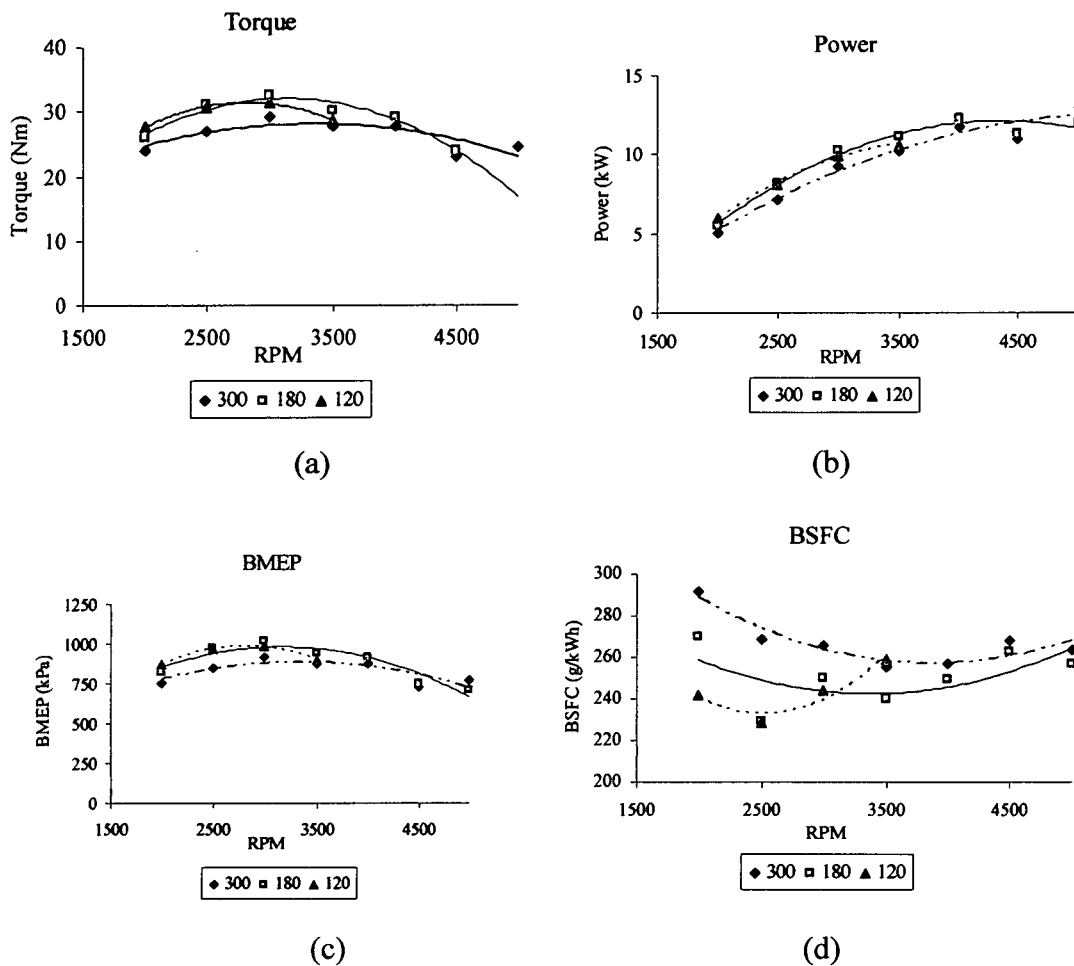 Torque
40
30
20
10
0
Torque (Nm)
1500 2500 3500 4500
RPM
300 180 120
(a)
Power
15
10
5
0
Power (kW)
1500 2500 3500 4500
RPM
300 180 120
(b)
BMEP
1250
1000
750
500
250
0
BMEP (kPa)
1500 2500 3500 4500
RPM
300 180 120
(c)
BSFC
300
280
260
240
220
200
BSFC (g/kWh)
1500 2500 3500 4500
RPM
300 180 120
(d)